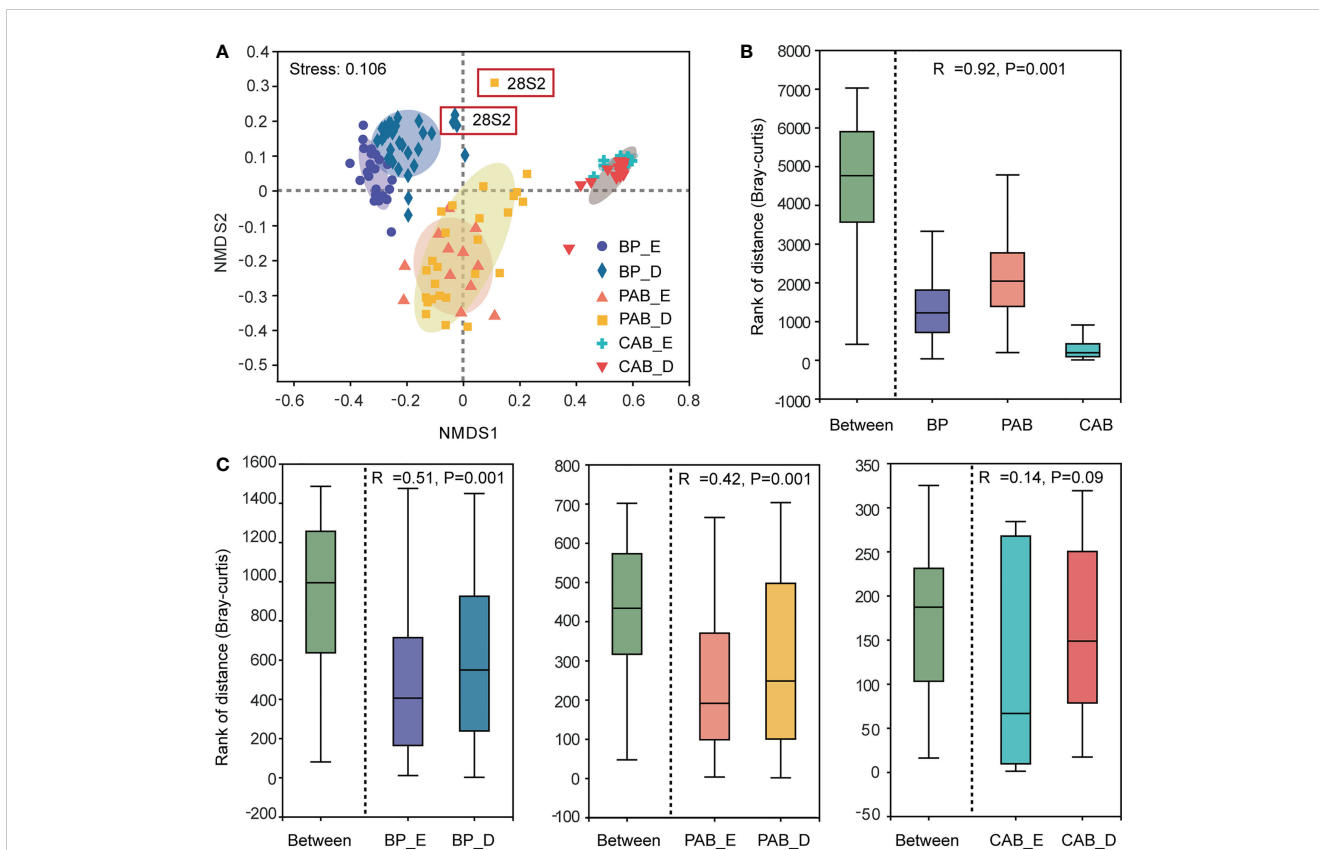 A
Stress: 0.106
28S2
28S2
0.4
0.3
0.2
0.1
0
-0.1
-0.2
-0.3
-0.4
-0.5
NMDS2
-0.6
-0.4
-0.2
0
0.2
0.4
0.6
0.8
NMDS1
BP_E
BP_D
PAB_E
PAB_D
CAB_E
CAB_D
B
R =0.92, P=0.001
8000
7000
6000
5000
4000
3000
2000
1000
0
-1000
Rank of distance (Bray-curtis)
Between BP PAB CAB
C
R =0.51, P=0.001
1600
1400
1200
1000
800
600
400
200
0
-200
Rank of distance (Bray-curtis)
Between BP_E BP_D
R =0.42, P=0.001
800
700
600
500
400
300
200
100
0
-100
Between PAB_E PAB_D
R =0.14, P=0.09
350
300
250
200
150
100
50
0
-50
Between CAB_E CAB_D